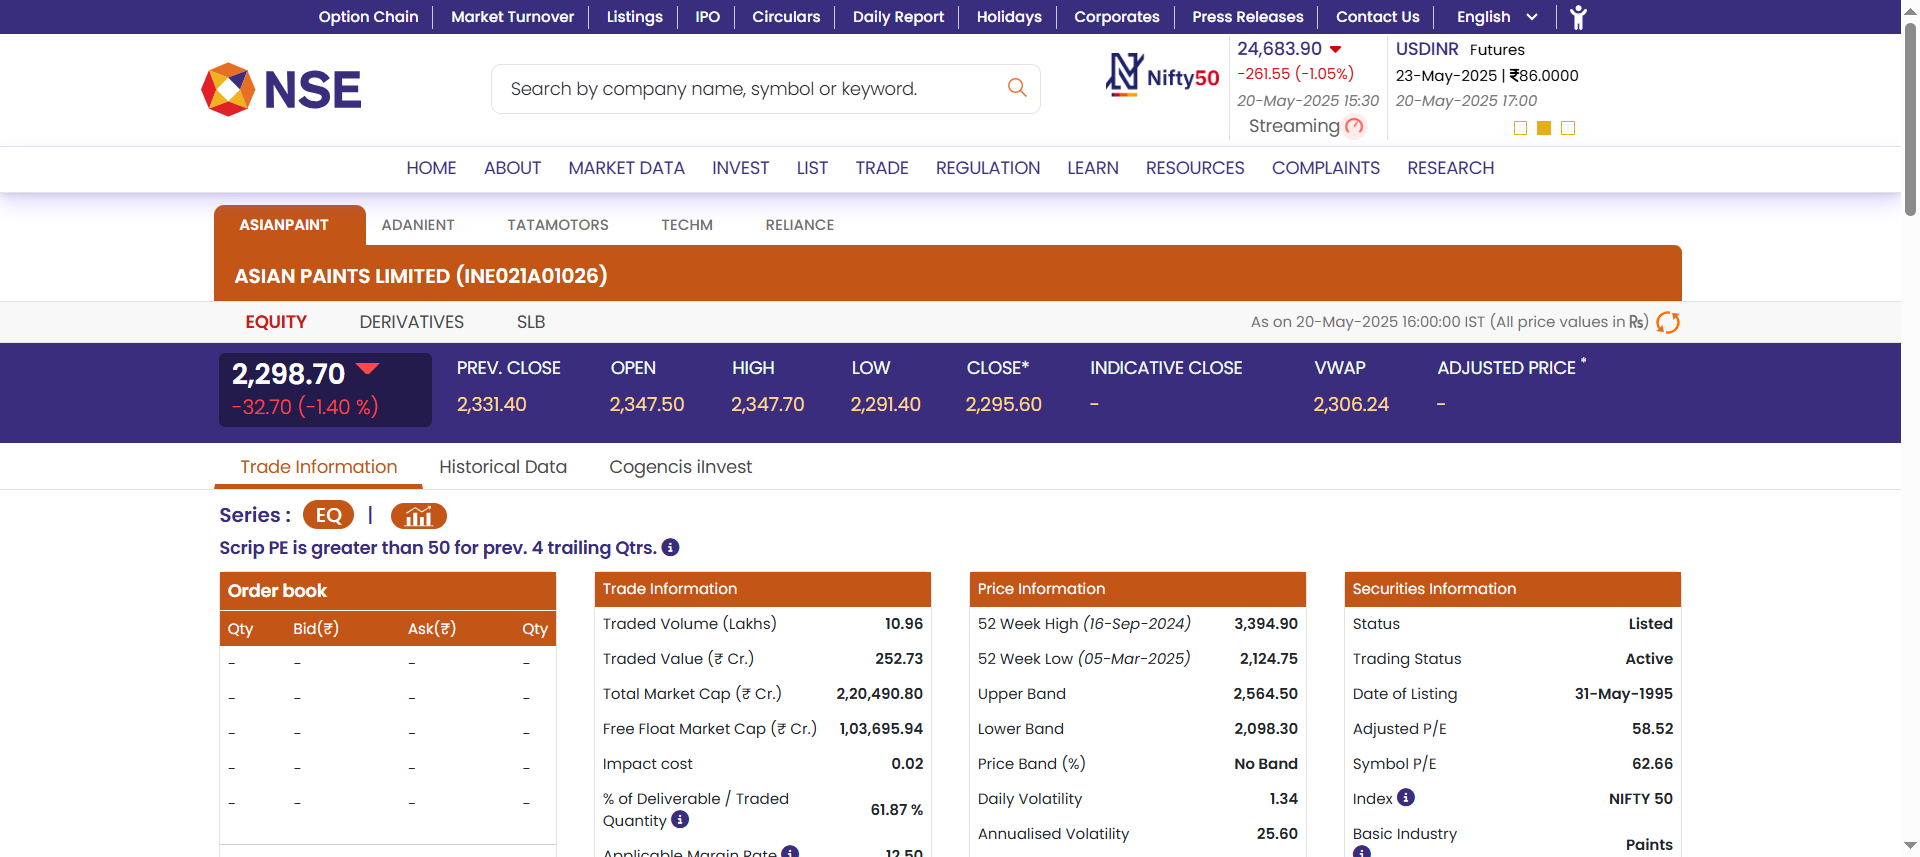 Option Chain
Market Turnover
Listings
IPO
Circulars
Daily Report
Holidays
Corporates
Press Releases
Contact Us
English
NSE
Search by company name, symbol or keyword.
Nifty50
24,683.90
-261.55 (-1.05%)
20-May-2025 15:30
Streaming
USDINR Futures
23-May-2025 | ₹86.0000
20-May-2025 17:00
HOME
ABOUT
MARKET DATA
INVEST
LIST
TRADE
REGULATION
LEARN
RESOURCES
COMPLAINTS
RESEARCH
ASIANPAINT
ADANIENT
TATAMOTORS
TECHM
RELIANCE
ASIAN PAINTS LIMITED (INE021A01026)
EQUITY
DERIVATIVES
SLB
As on 20-May-2025 16:00:00 IST (All price values in ₨)
2,298.70
-32.70 (-1.40 %)
PREV. CLOSE
2,331.40
OPEN
2,347.50
HIGH
2,347.70
LOW
2,291.40
CLOSE*
2,295.60
INDICATIVE CLOSE
-
VWAP
2,306.24
ADJUSTED PRICE *
-
Trade Information
Historical Data
Cogencis iInvest
Series : EQ |
Scrip PE is greater than 50 for prev. 4 trailing Qtrs.
Order book
Qty Bid(₹) Ask(₹) Qty
- - - -
- - - -
- - - -
- - - -
- - - -
Trade Information
Traded Volume (Lakhs) 10.96
Traded Value (₹ Cr.) 252.73
Total Market Cap (₹ Cr.) 2,20,490.80
Free Float Market Cap (₹ Cr.) 1,03,695.94
Impact cost 0.02
% of Deliverable / Traded
Quantity 61.87 %
Applicable Margin Rate 12.50
Price Information
52 Week High (16-Sep-2024) 3,394.90
52 Week Low (05-Mar-2025) 2,124.75
Upper Band 2,564.50
Lower Band 2,098.30
Price Band (%) No Band
Daily Volatility 1.34
Annualised Volatility 25.60
Securities Information
Status Listed
Trading Status Active
Date of Listing 31-May-1995
Adjusted P/E 58.52
Symbol P/E 62.66
Index NIFTY 50
Basic Industry Paints